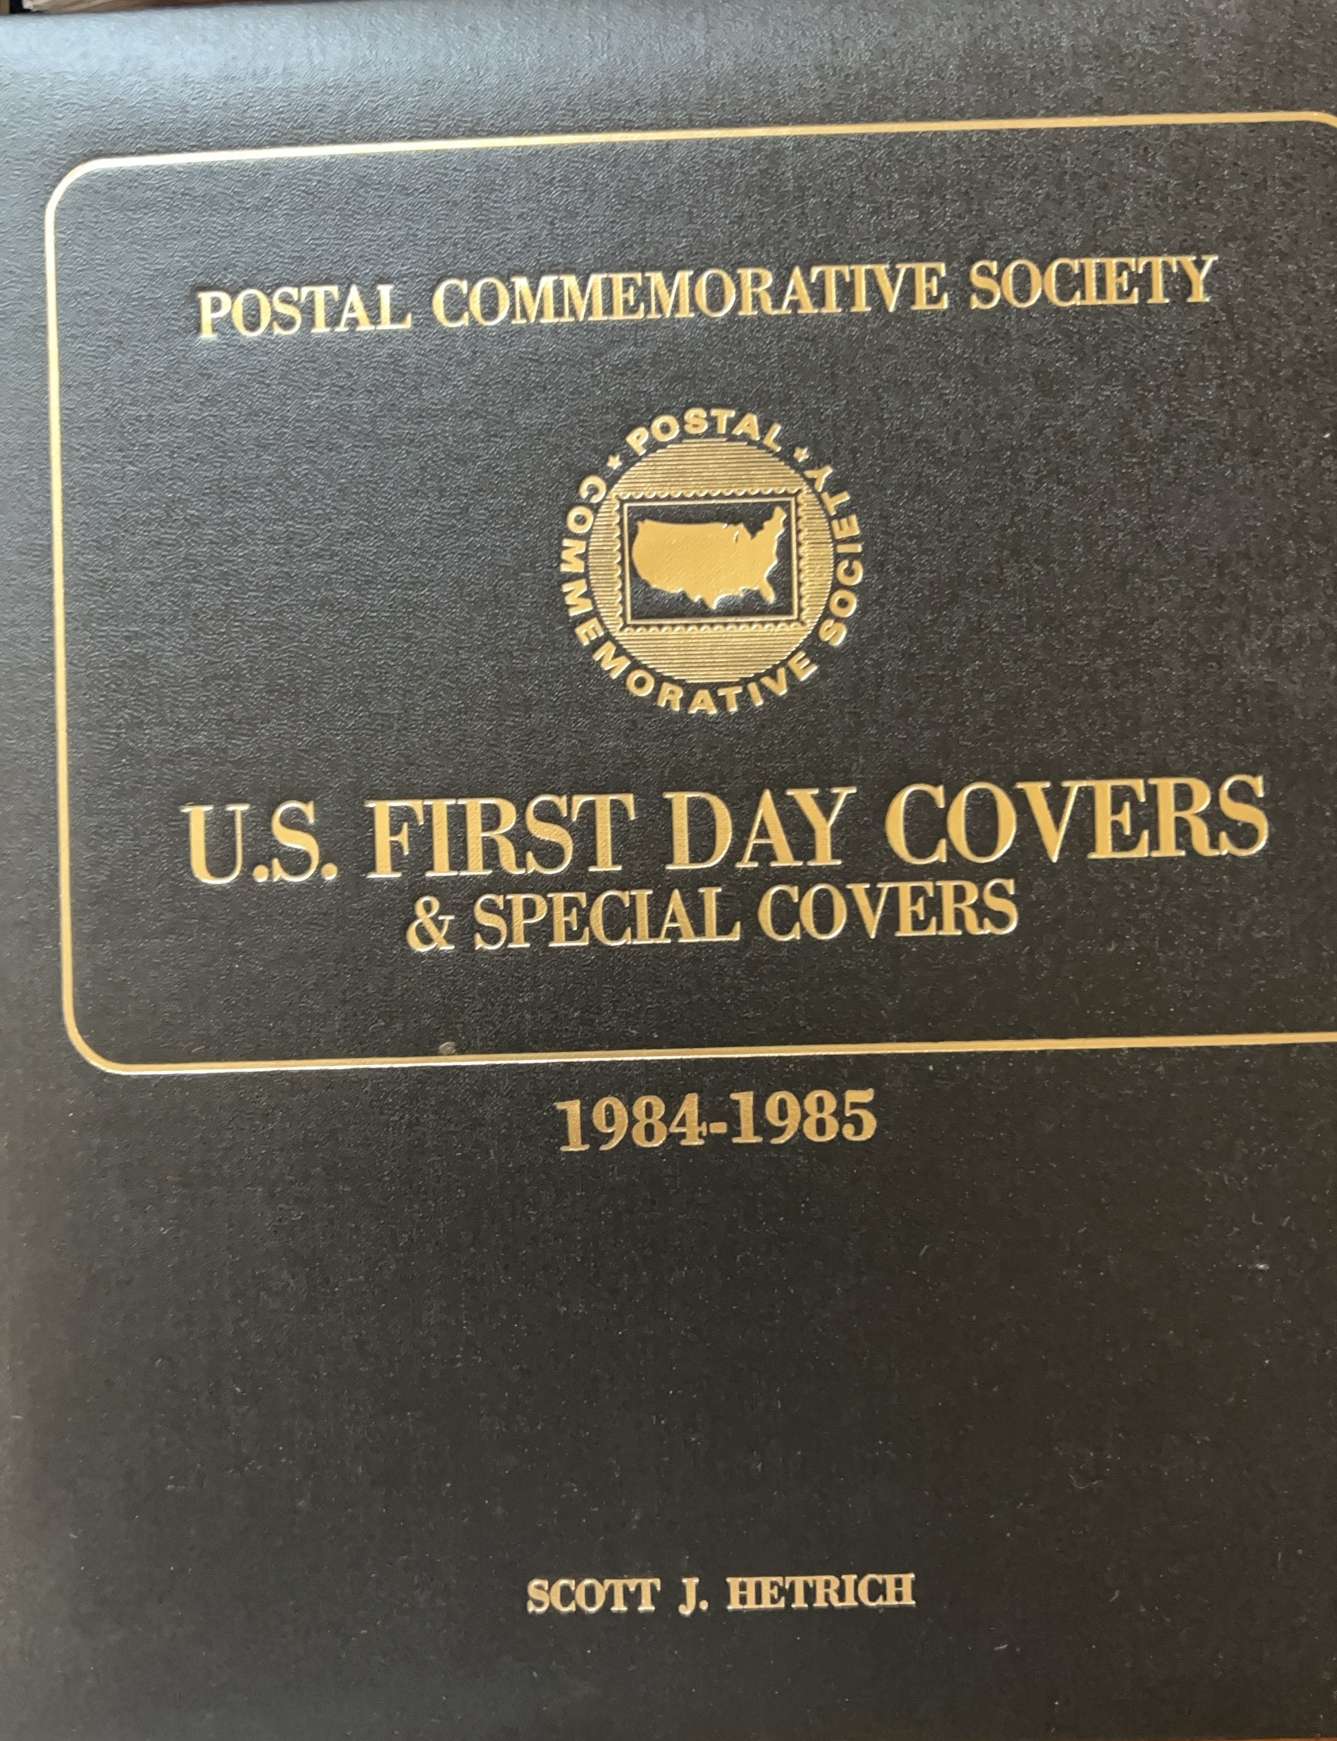 POSTAL COMMEMORATIVE SOCIETY
★ POSTAL ★
COMMEMORATIVE SOCIETY
U.S. FIRST DAY COVERS
& SPECIAL COVERS
1984-1985
SCOTT J. HETRICH